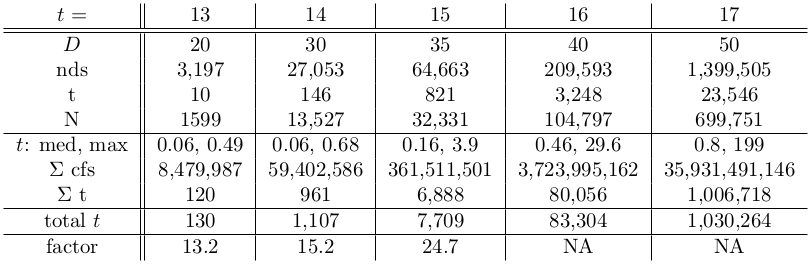 t = 13 14 15 16 17
D 20 30 35 40 50
nds 3,197 27,053 64,663 209,593 1,399,505
t 10 146 821 3,248 23,546
N 1599 13,527 32,331 104,797 699,751
t: med, max 0.06, 0.49 0.06, 0.68 0.16, 3.9 0.46, 29.6 0.8, 199
Σ cfs 8,479,987 59,402,586 361,511,501 3,723,995,162 35,931,491,146
Σ t 120 961 6,888 80,056 1,006,718
total t 130 1,107 7,709 83,304 1,030,264
factor 13.2 15.2 24.7 NA NA